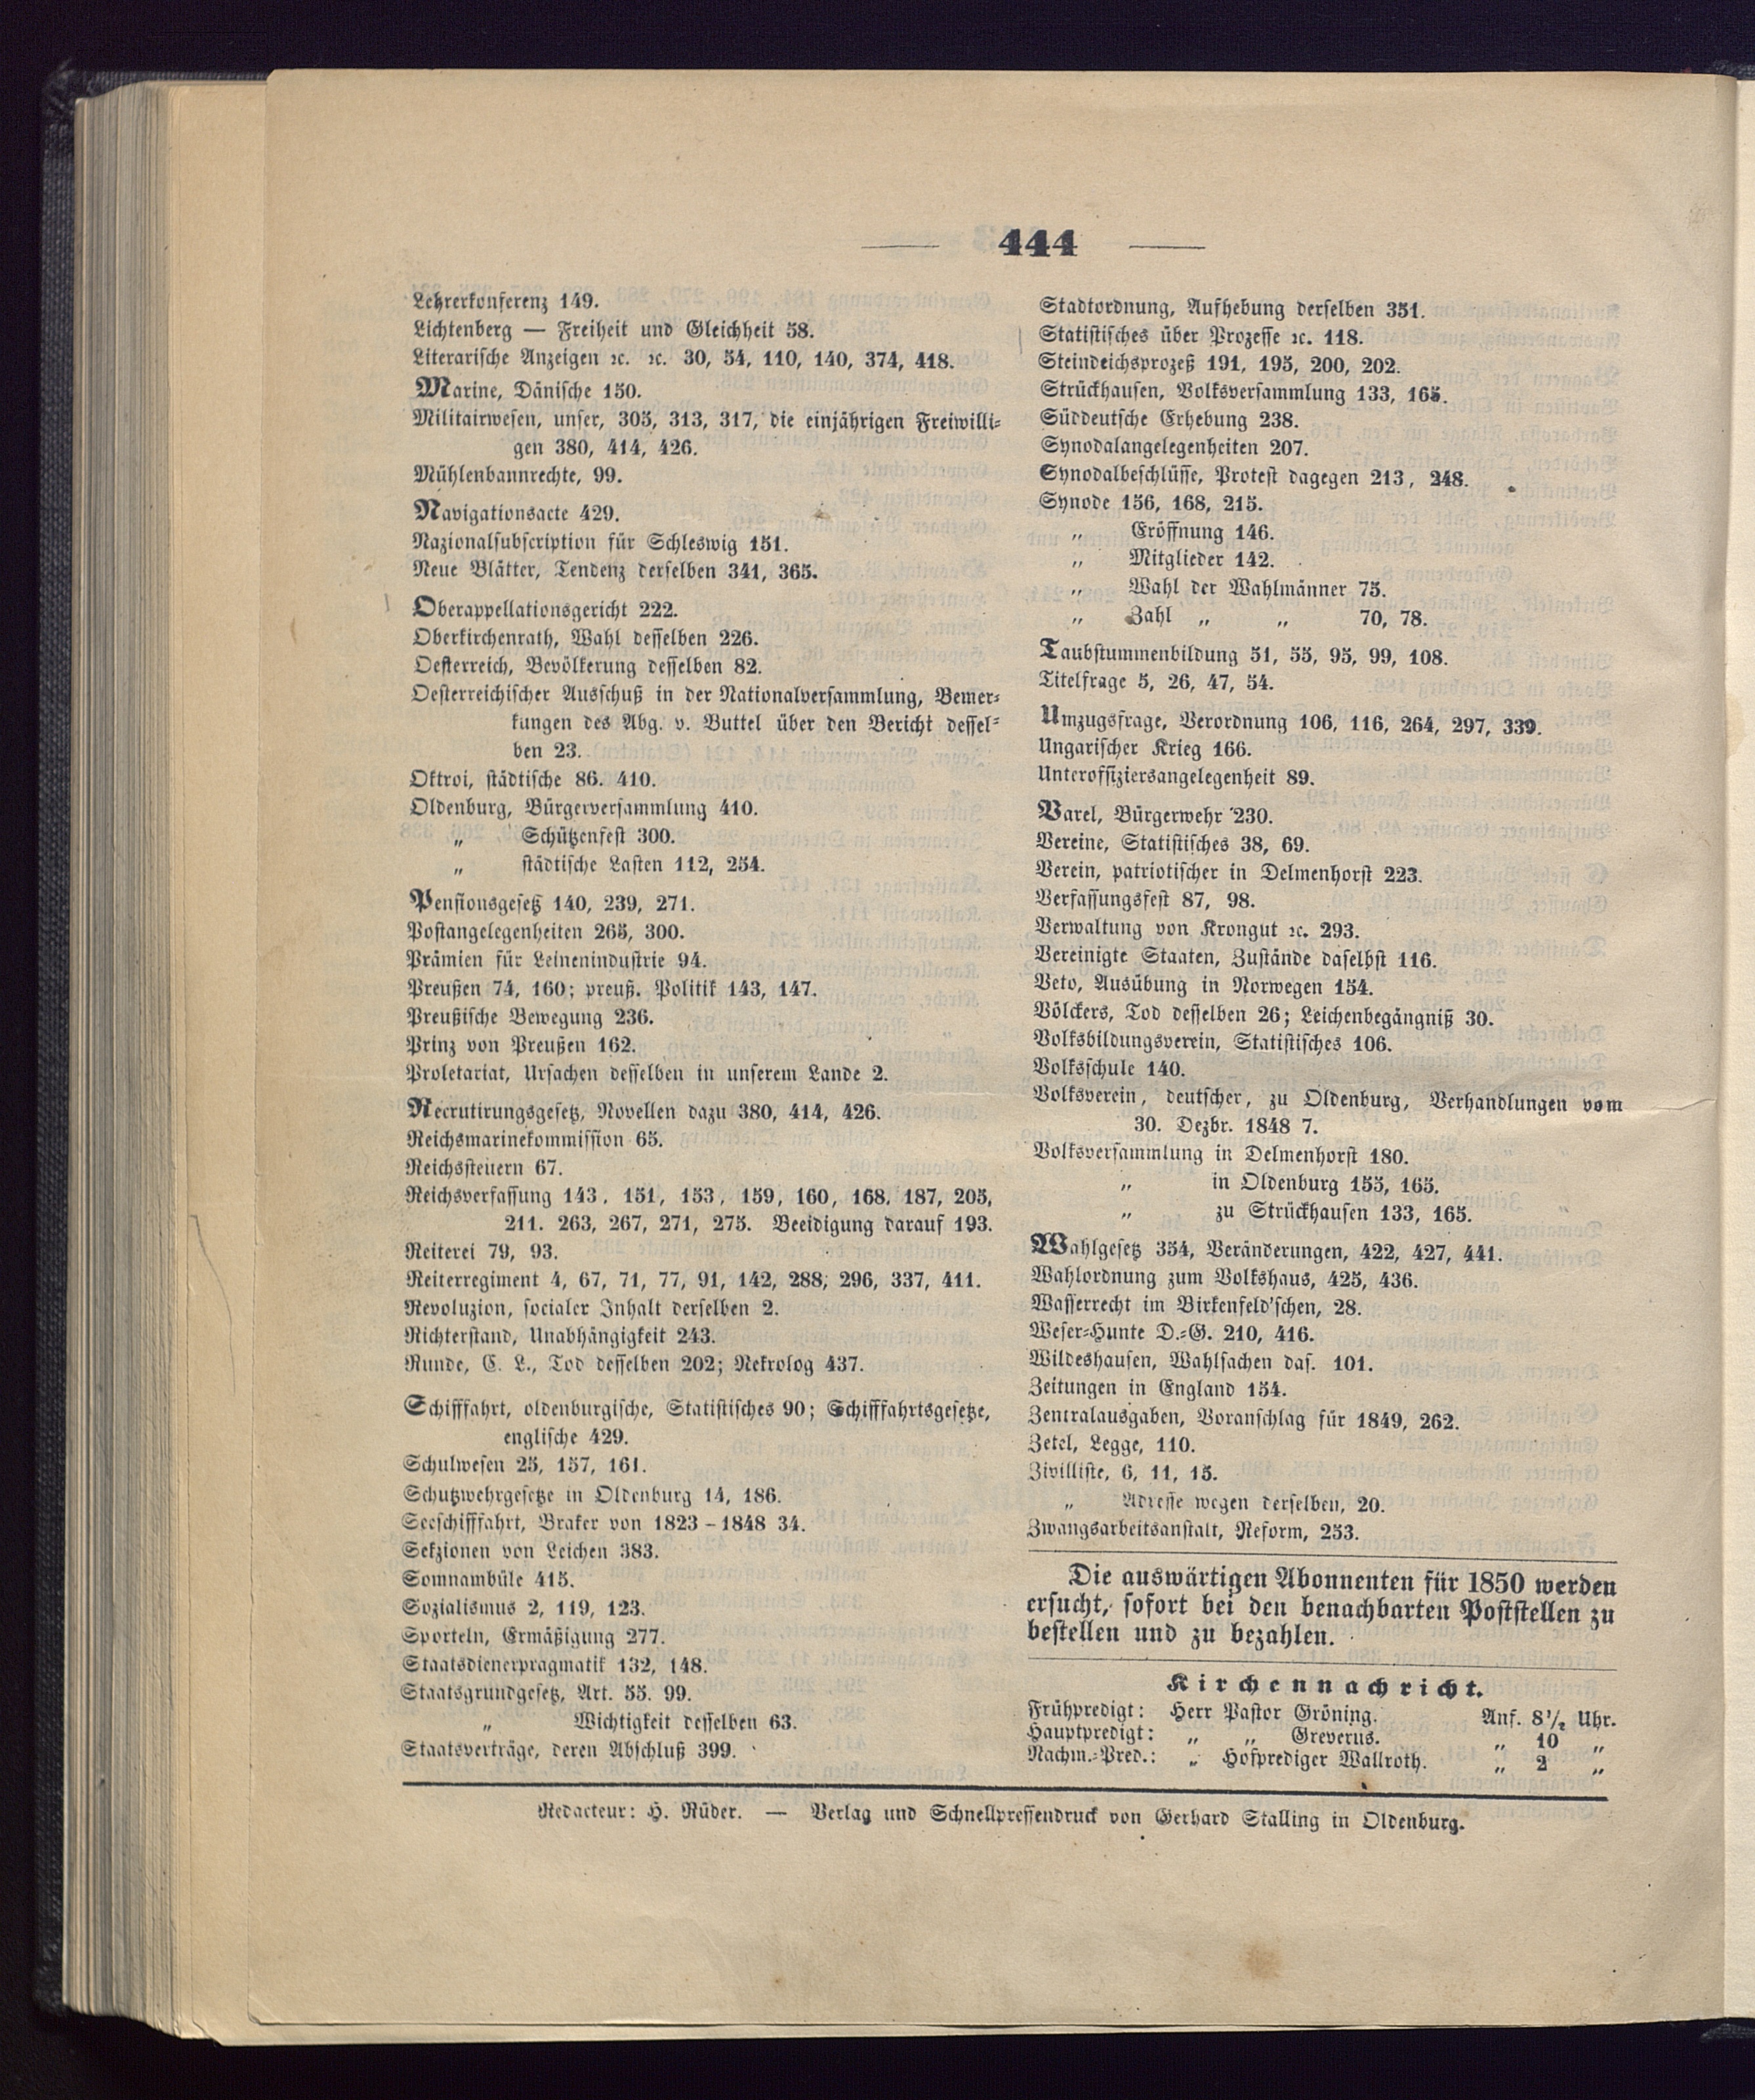 — 444 —
Lehrerkonferenz 149.
Lichtenberg — Freiheit und Gleichheit 58.
Literarische Anzeigen ꝛc. ꝛc. 30, 54, 110, 140, 374, 418.
Marine, Dänische 150.
Militairwesen, unser, 305, 313, 317, die einjährigen Freiwilli-
gen 380, 414, 426.
Mühlenbannrechte, 99.
Navigationsacte 429.
Nazionalsubscription für Schleswig 151.
Neue Blätter, Tendenz derselben 341, 365.
Oberappellationsgericht 222.
Oberkirchenrath, Wahl desselben 226.
Oesterreich, Bevölkerung desselben 82.
Oesterreichischer Ausschuß in der Nationalversammlung, Bemer-
kungen des Abg. v. Buttel über den Bericht dessel-
ben 23.
Oktroi, städtische 86. 410.
Oldenburg, Bürgerversammlung 410.
„ Schützenfest 300.
„ städtische Lasten 112, 254.
Pensionsgesetz 140, 239, 271.
Postangelegenheiten 265, 300.
Prämien für Leinenindustrie 94.
Preußen 74, 160; preuß. Politik 143, 147.
Preußische Bewegung 236.
Prinz von Preußen 162.
Proletariat, Ursachen desselben in unserem Lande 2.
Recrutirungsgesetz, Novellen dazu 380, 414, 426.
Reichsmarinekommission 65.
Reichssteuern 67.
Reichsverfassung 143, 151, 153, 159, 160, 168. 187, 205,
211. 263, 267, 271, 275. Beeidigung darauf 193.
Reiterei 79, 93.
Reiterregiment 4, 67, 71, 77, 91, 142, 288, 296, 337, 411.
Revoluzion, socialer Inhalt derselben 2.
Richterstand, Unabhängigkeit 243.
Runde, C. L., Tod desselben 202; Nekrolog 437.
Schifffahrt, oldenburgische, Statistisches 90; Schifffahrtsgesetze,
englische 429.
Schulwesen 25, 157, 161.
Schutzwehrgesetze in Oldenburg 14, 186.
Seeschifffahrt, Braker von 1823 - 1848 34.
Sekzionen von Leichen 383.
Somnambüle 415.
Sozialismus 2, 119, 123.
Sporteln, Ermäßigung 277.
Staatsdienerpragmatik 132, 148.
Staatsgrundgesetz, Art. 55. 99.
„ Wichtigkeit desselben 63.
Staatsverträge, deren Abschluß 399.
Stadtordnung, Aufhebung derselben 351.
Statistisches über Prozesse ꝛc. 118.
Steindeichsprozeß 191, 195, 200, 202.
Strückhausen, Volksversammlung 133, 165.
Süddeutsche Erhebung 238.
Synodalangelegenheiten 207.
Synodalbeschlüsse, Protest dagegen 213, 248.
Synode 156, 168, 215.
„ Eröffnung 146.
„ Mitglieder 142.
„ Wahl der Wahlmänner 75.
„ Zahl „ „ 70, 78.
Taubstummenbildung 51, 55, 95, 99, 108.
Titelfrage 5, 26, 47, 54.
Umzugsfrage, Verordnung 106, 116, 264, 297, 339.
Ungarischer Krieg 166.
Unteroffiziersangelegenheit 89.
Varel, Bürgerwehr 230.
Vereine, Statistisches 38, 69.
Verein, patriotischer in Delmenhorst 223.
Verfassungsfest 87, 98.
Verwaltung von Krongut ꝛc. 293.
Vereinigte Staaten, Zustände daselbst 116.
Veto, Ausübung in Norwegen 154.
Völckers, Tod desselben 26; Leichenbegängniß 30.
Volksbildungsverein, Statistisches 106.
Volksschule 140.
Volksverein, deutscher, zu Oldenburg, Verhandlungen vom
30. Dezbr. 1848 7.
Volksversammlung in Delmenhorst 180.
„ in Oldenburg 155, 165.
„ zu Strückhausen 133, 165.
Wahlgesetz 354, Veränderungen, 422, 427, 441.
Wahlordnung zum Volkshaus, 425, 436.
Wasserrecht im Birkenfeld'schen, 28.
Weser-Hunte D.-G. 210, 416.
Wildeshausen, Wahlsachen das. 101.
Zeitungen in England 154.
Zentralausgaben, Voranschlag für 1849, 262.
Zetel, Legge, 110.
Zivilliste, 6, 11, 15.
„ Adresse wegen derselben, 20.
Zwangsarbeitsanstalt, Reform, 253.
Die auswärtigen Abonnenten für 1850 werden
ersucht, sofort bei den benachbarten Poststellen zu
bestellen und zu bezahlen.
Kirchennachricht.
Frühpredigt: Herr Pastor Gröning. Anf. 8½ Uhr.
Hauptpredigt: „ „ Greverus. „ 10 „
Nachm.-Pred.: „ Hofprediger Wallroth. „ 2 „
Redacteur: H. Rüder. — Verlag und Schnellpressendruck von Gerhard Stalling in Oldenburg.